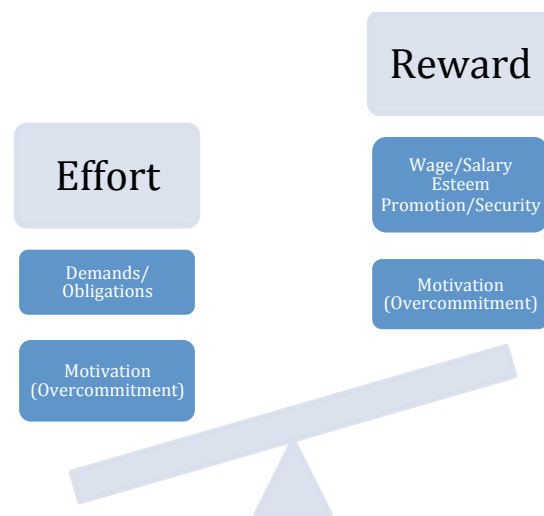 Effort
Demands/
Obligations
Motivation
(Overcommitment)
Reward
Wage/Salary
Esteem
Promotion/Security
Motivation
(Overcommitment)